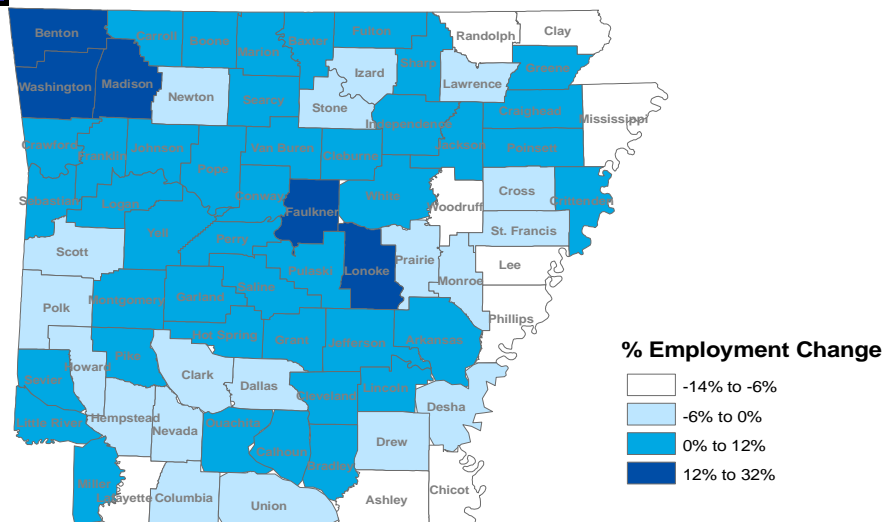 Benton
Carroll
Boone
Marion
Baxter
Fulton
Randolph
Clay
Washington
Madison
Newton
Searcy
Izard
Stone
Sharp
Lawrence
Greene
Craighead
Mississippi
Independence
Jackson
Poinsett
Crawford
Franklin
Johnson
Pope
Van Buren
Cleburne
Sebastian
Logan
Conway
Faulkner
White
Woodruff
Cross
Crittenden
St. Francis
Scott
Yell
Perry
Pulaski
Lonoke
Prairie
Monroe
Lee
Polk
Montgomery
Garland
Saline
Phillips
Hot Spring
Grant
Jefferson
Arkansas
Howard
Pike
Clark
Dallas
Sevier
Cleveland
Lincoln
Desha
Little River
Hempstead
Nevada
Ouachita
Calhoun
Bradley
Drew
Miller
Lafayette
Columbia
Union
Ashley
Chicot
% Employment Change
-14% to -6%
-6% to 0%
0% to 12%
12% to 32%